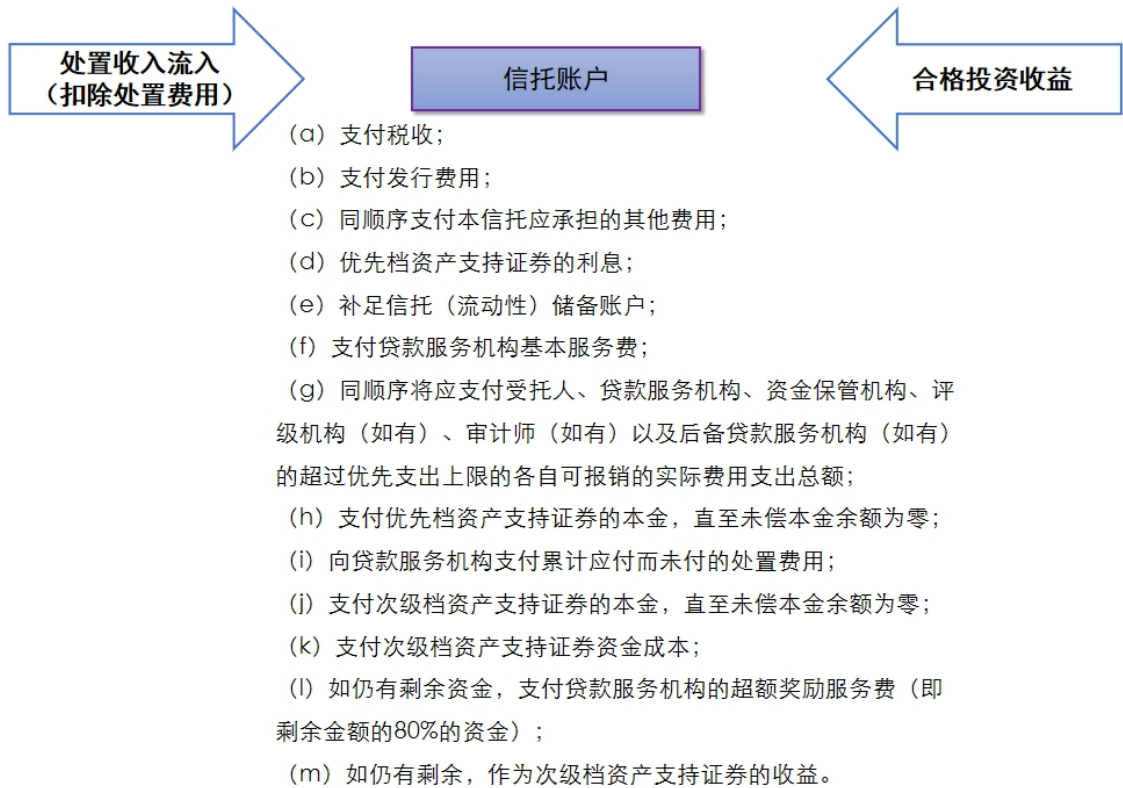 处置收入流入
（扣除处置费用）
信托账户
合格投资收益
（a）支付税收；
（b）支付发行费用；
（c）同顺序支付本信托应承担的其他费用；
（d）优先档资产支持证券的利息；
（e）补足信托（流动性）储备账户；
（f）支付贷款服务机构基本服务费；
（g）同顺序将应支付受托人、贷款服务机构、资金保管机构、评
级机构（如有）、审计师（如有）以及后备贷款服务机构（如有）
的超过优先支出上限的各自可报销的实际费用支出总额；
（h）支付优先档资产支持证券的本金，直至未偿本金余额为零；
（i）向贷款服务机构支付累计应付而未付的处置费用；
（j）支付次级档资产支持证券的本金，直至未偿本金余额为零；
（k）支付次级档资产支持证券资金成本；
（l）如仍有剩余资金，支付贷款服务机构的超额奖励服务费（即
剩余金额的80%的资金）；
（m）如仍有剩余，作为次级档资产支持证券的收益。